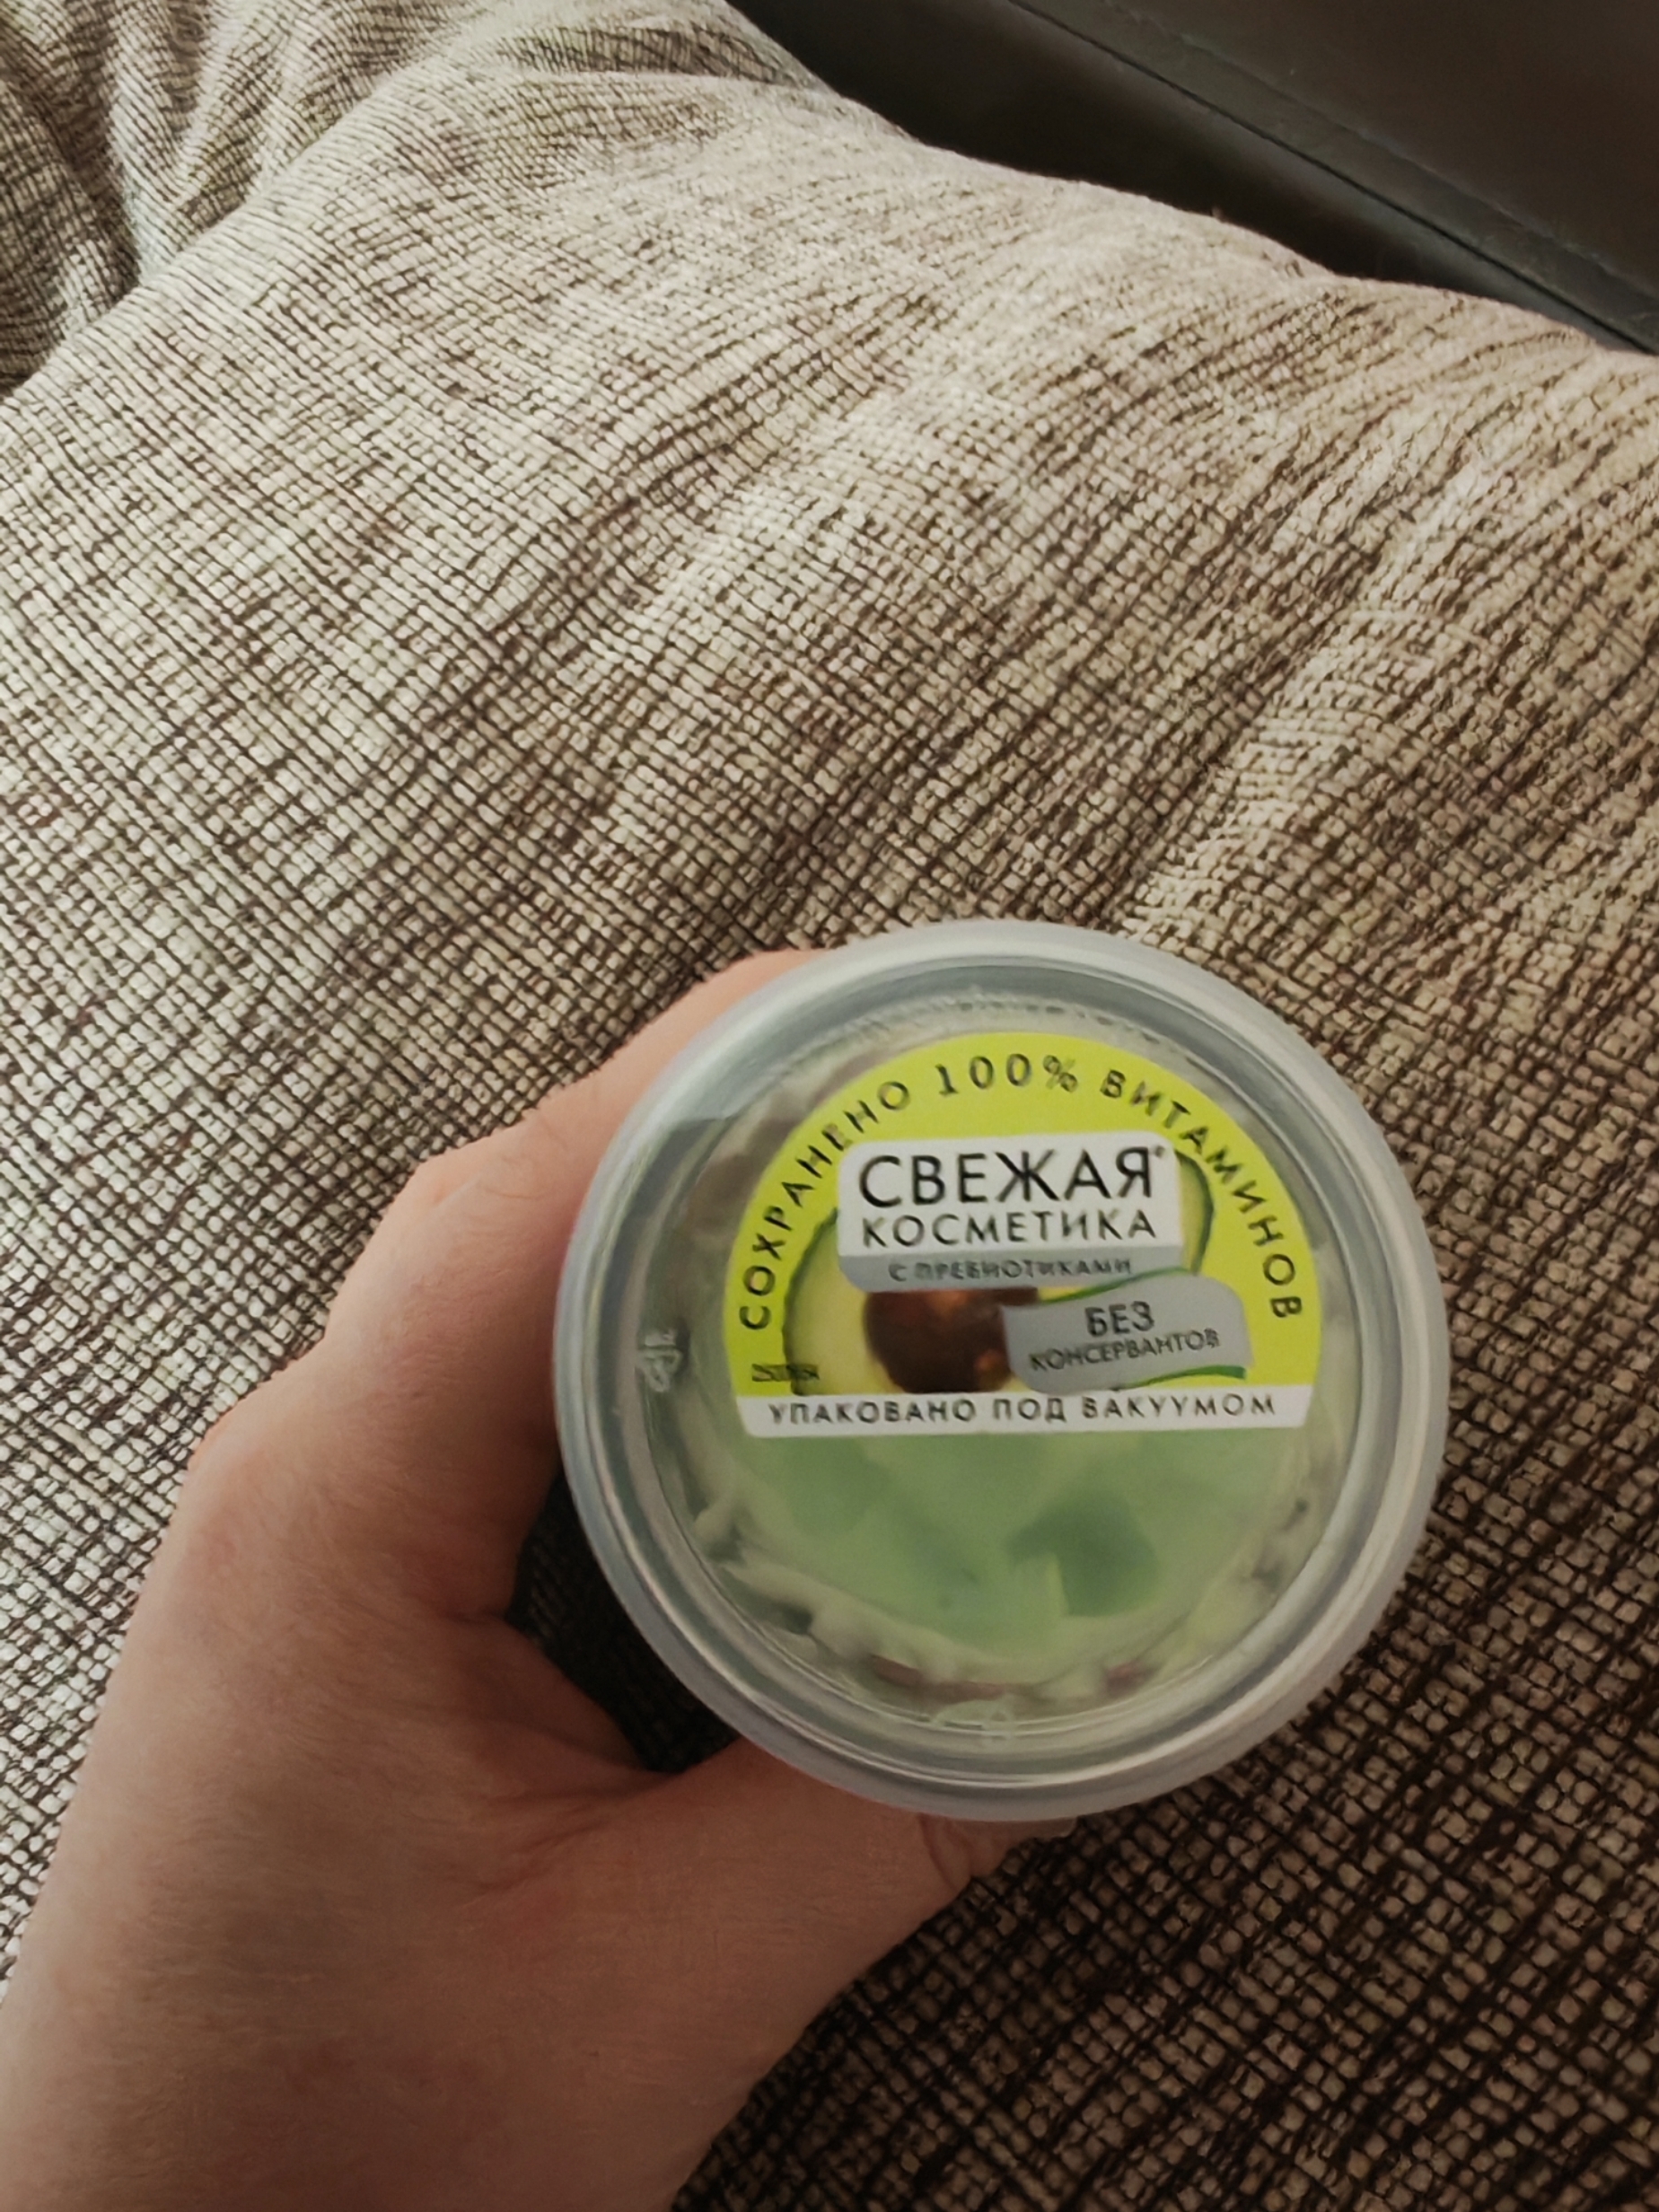 СОХРАНЕНО 100% ВИТАМИНОВ
СВЕЖАЯ
КОСМЕТИКА
С ПРЕБИОТИКАМИ
БЕЗ
КОНСЕРВАНТОВ
УПАКОВАНО ПОД ВАКУУМОМ